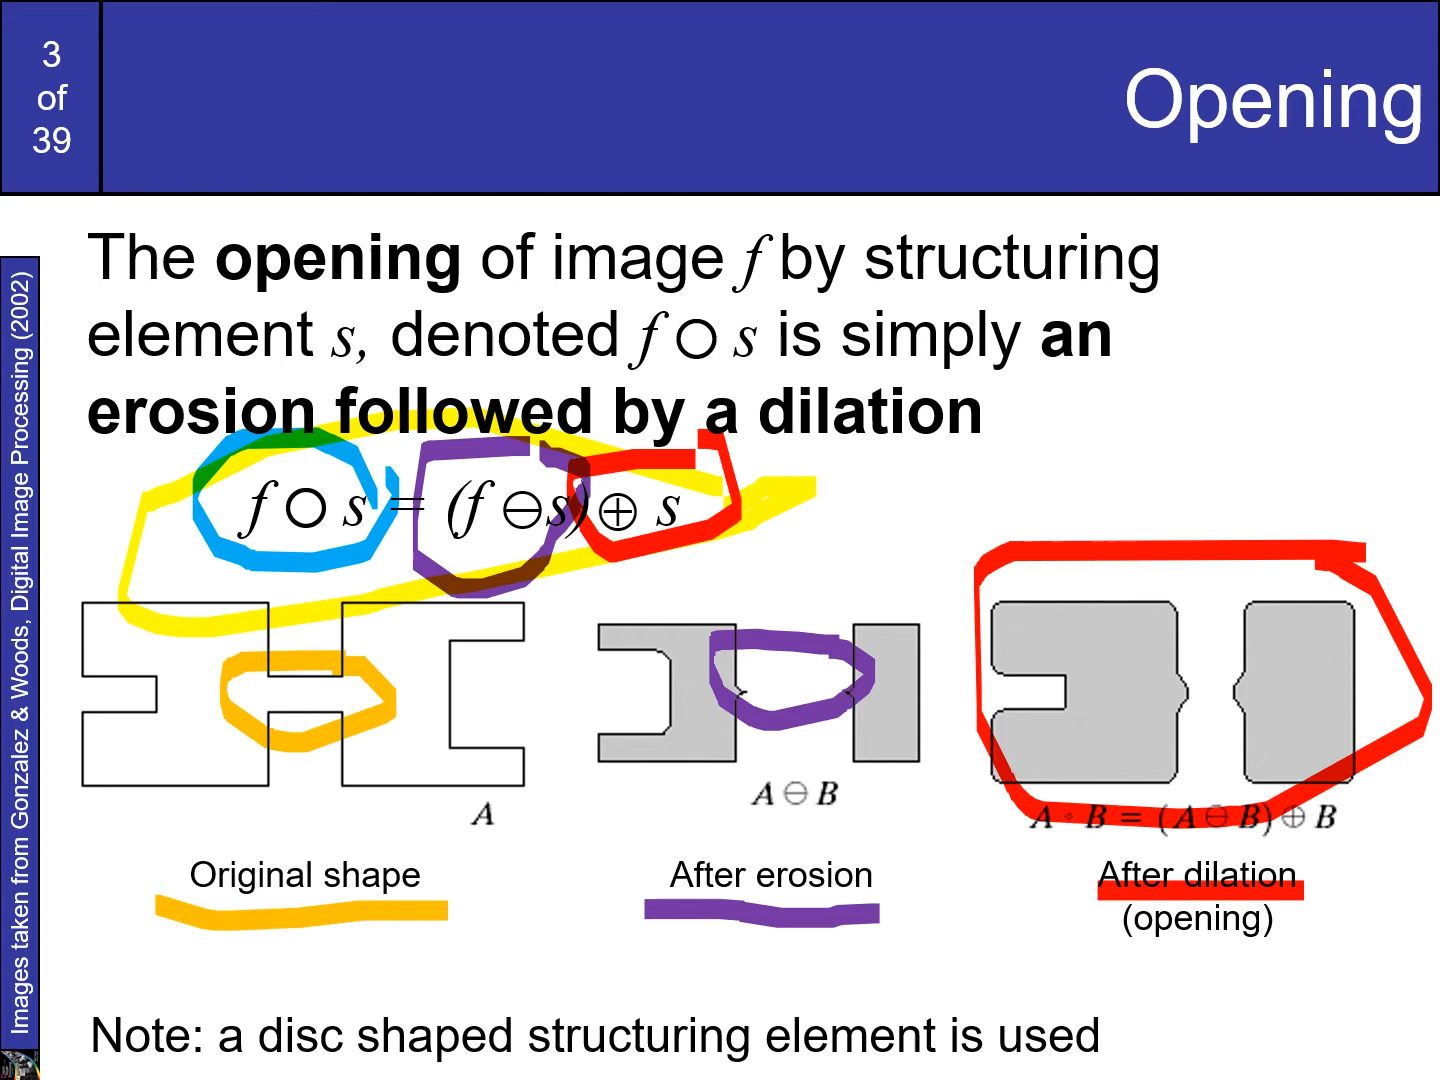 3
of
39
Opening
The opening of image f by structuring
element s, denoted f ○ s is simply an
erosion followed by a dilation
f ○ s = (f ⊖s)⊕ s
A
A ⊖ B
A ∘ B = (A ⊖ B) ⊕ B
Original shape
After erosion
After dilation
(opening)
Note: a disc shaped structuring element is used
Images taken from Gonzalez & Woods, Digital Image Processing (2002)